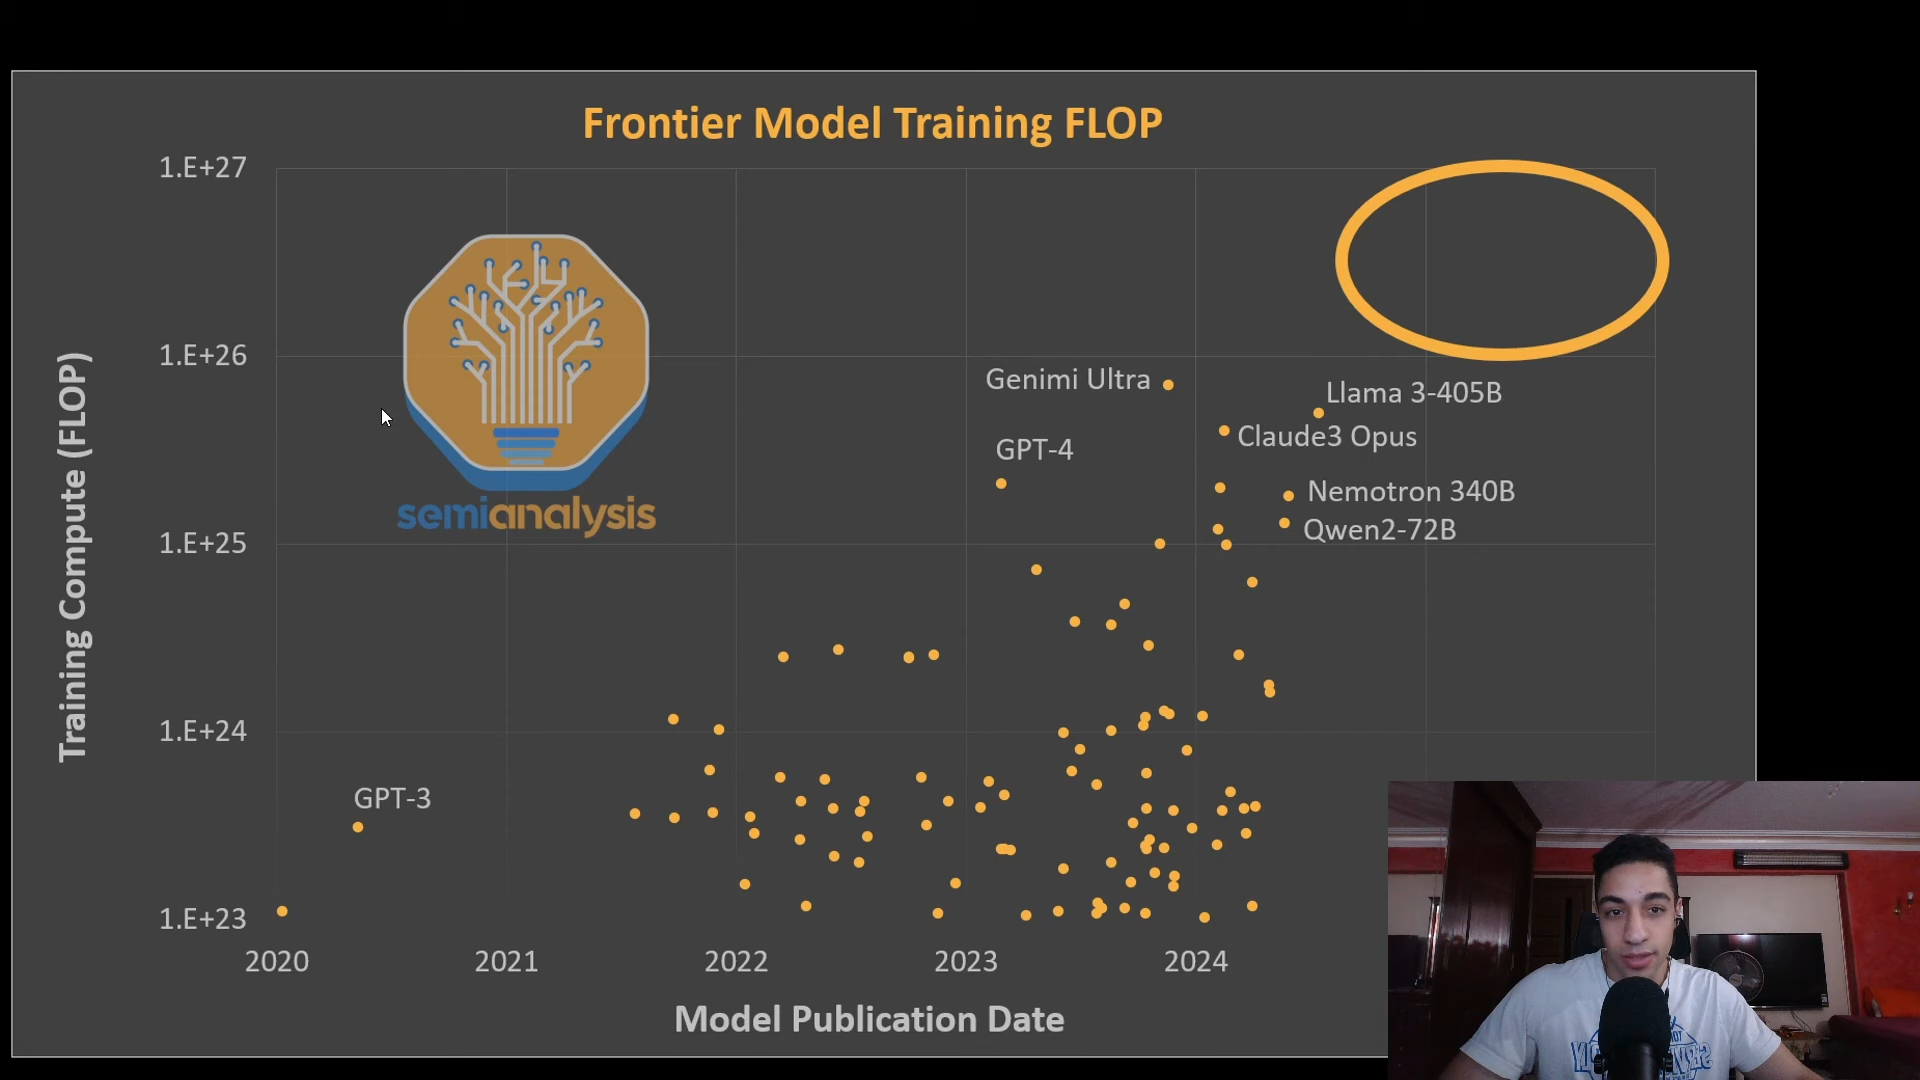 Frontier Model Training FLOP
1.E+27
1.E+26
1.E+25
1.E+24
1.E+23
Training Compute (FLOP)
semianalysis
Genimi Ultra
Llama 3-405B
Claude3 Opus
GPT-4
Nemotron 340B
Qwen2-72B
GPT-3
2020
2021
2022
2023
2024
Model Publication Date